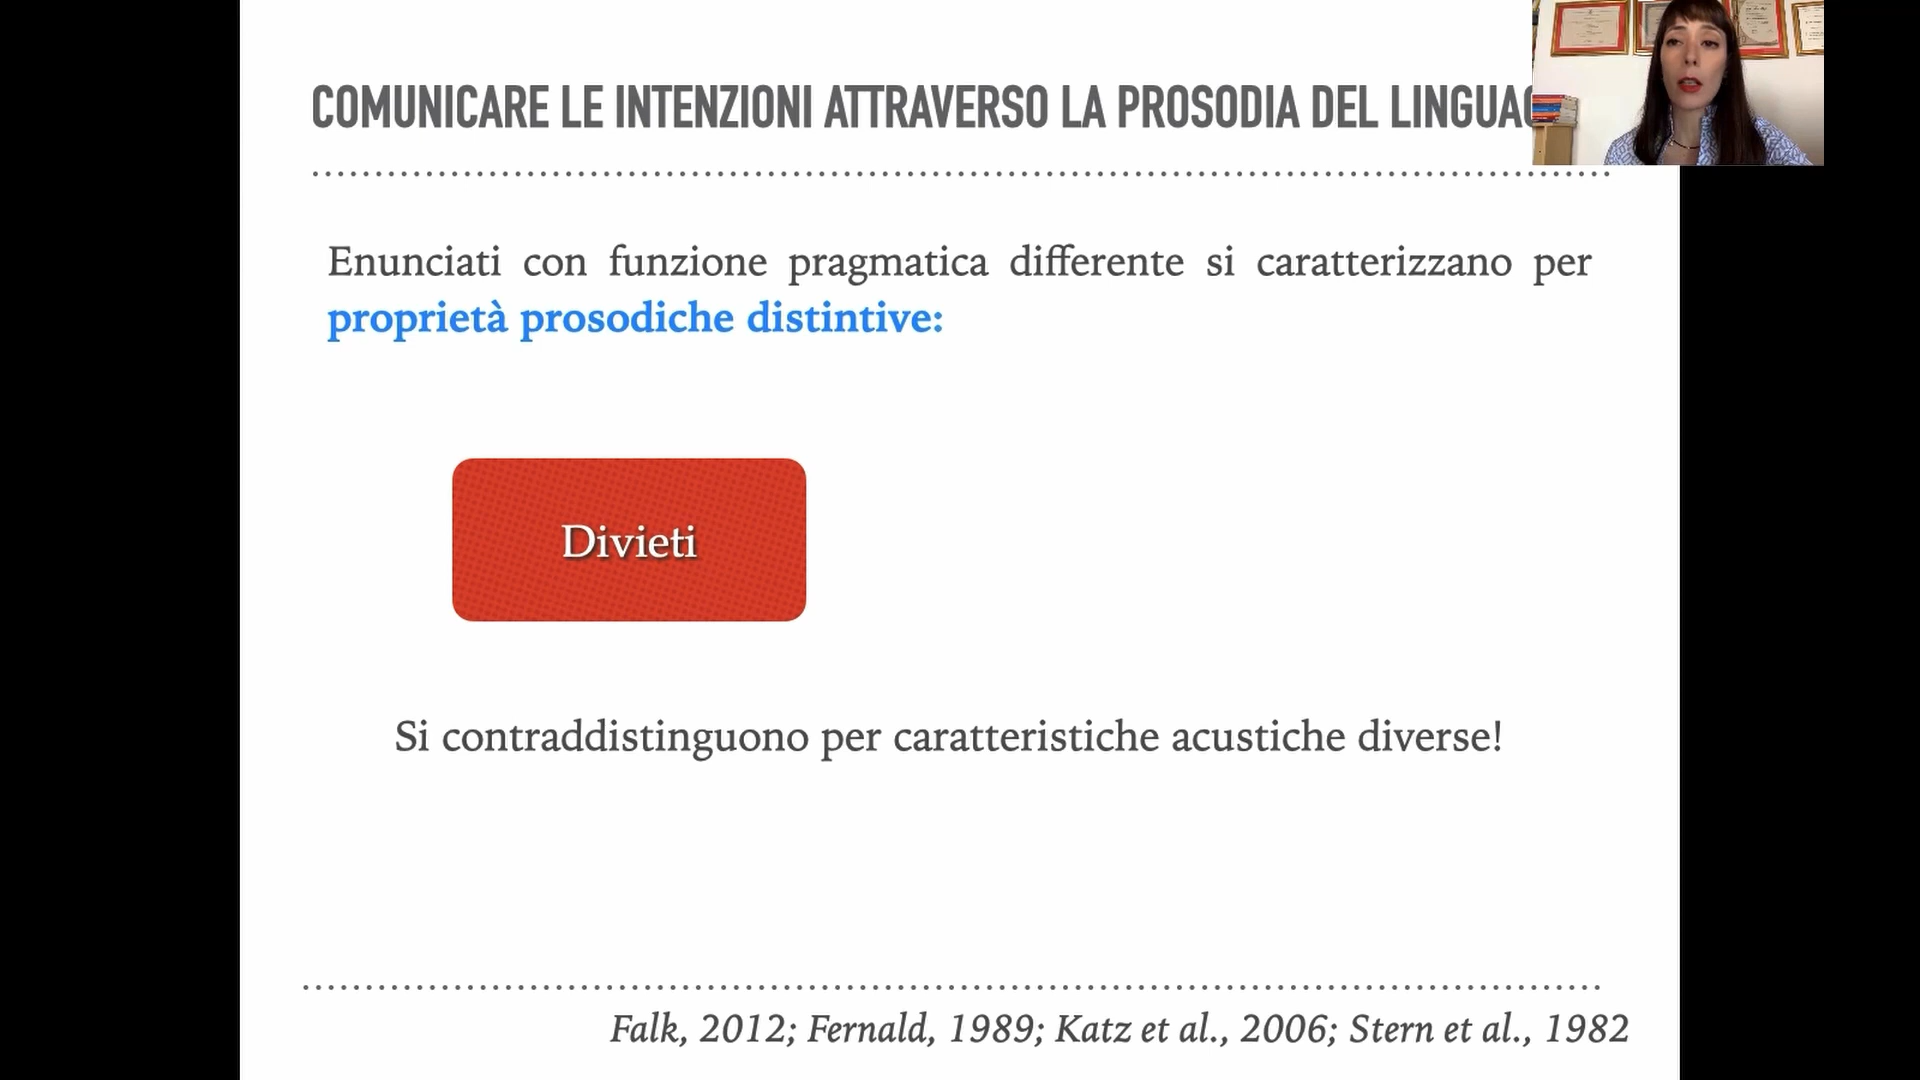 COMUNICARE LE INTENZIONI ATTRAVERSO LA PROSODIA DEL
Enunciati con funzione pragmatica differente si caratterizzano per
proprietà prosodiche distintive:
Divieti
Si contraddistinguono per caratteristiche acustiche diverse!
Falk, 2012; Fernald, 1989; Katz et al., 2006; Stern et al., 1982